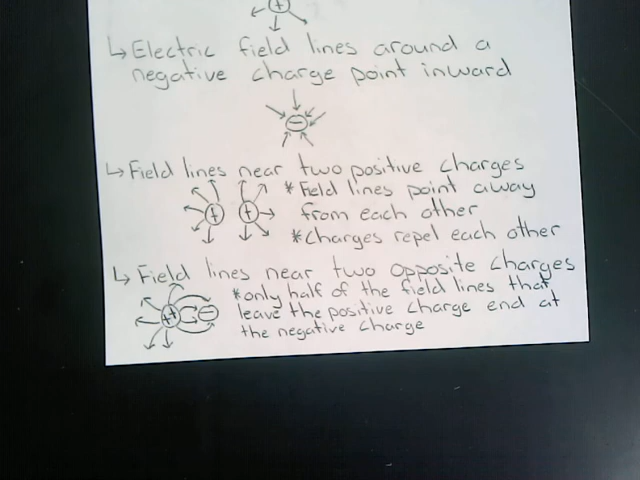 +
↳ Electric field lines around a
negative charge point inward
−
↳ Field lines near two positive charges
+ + * Field lines point away
from each other
* Charges repel each other
↳ Field lines near two opposite charges
* only half of the field lines that
++ − leave the positive charge end at
the negative charge